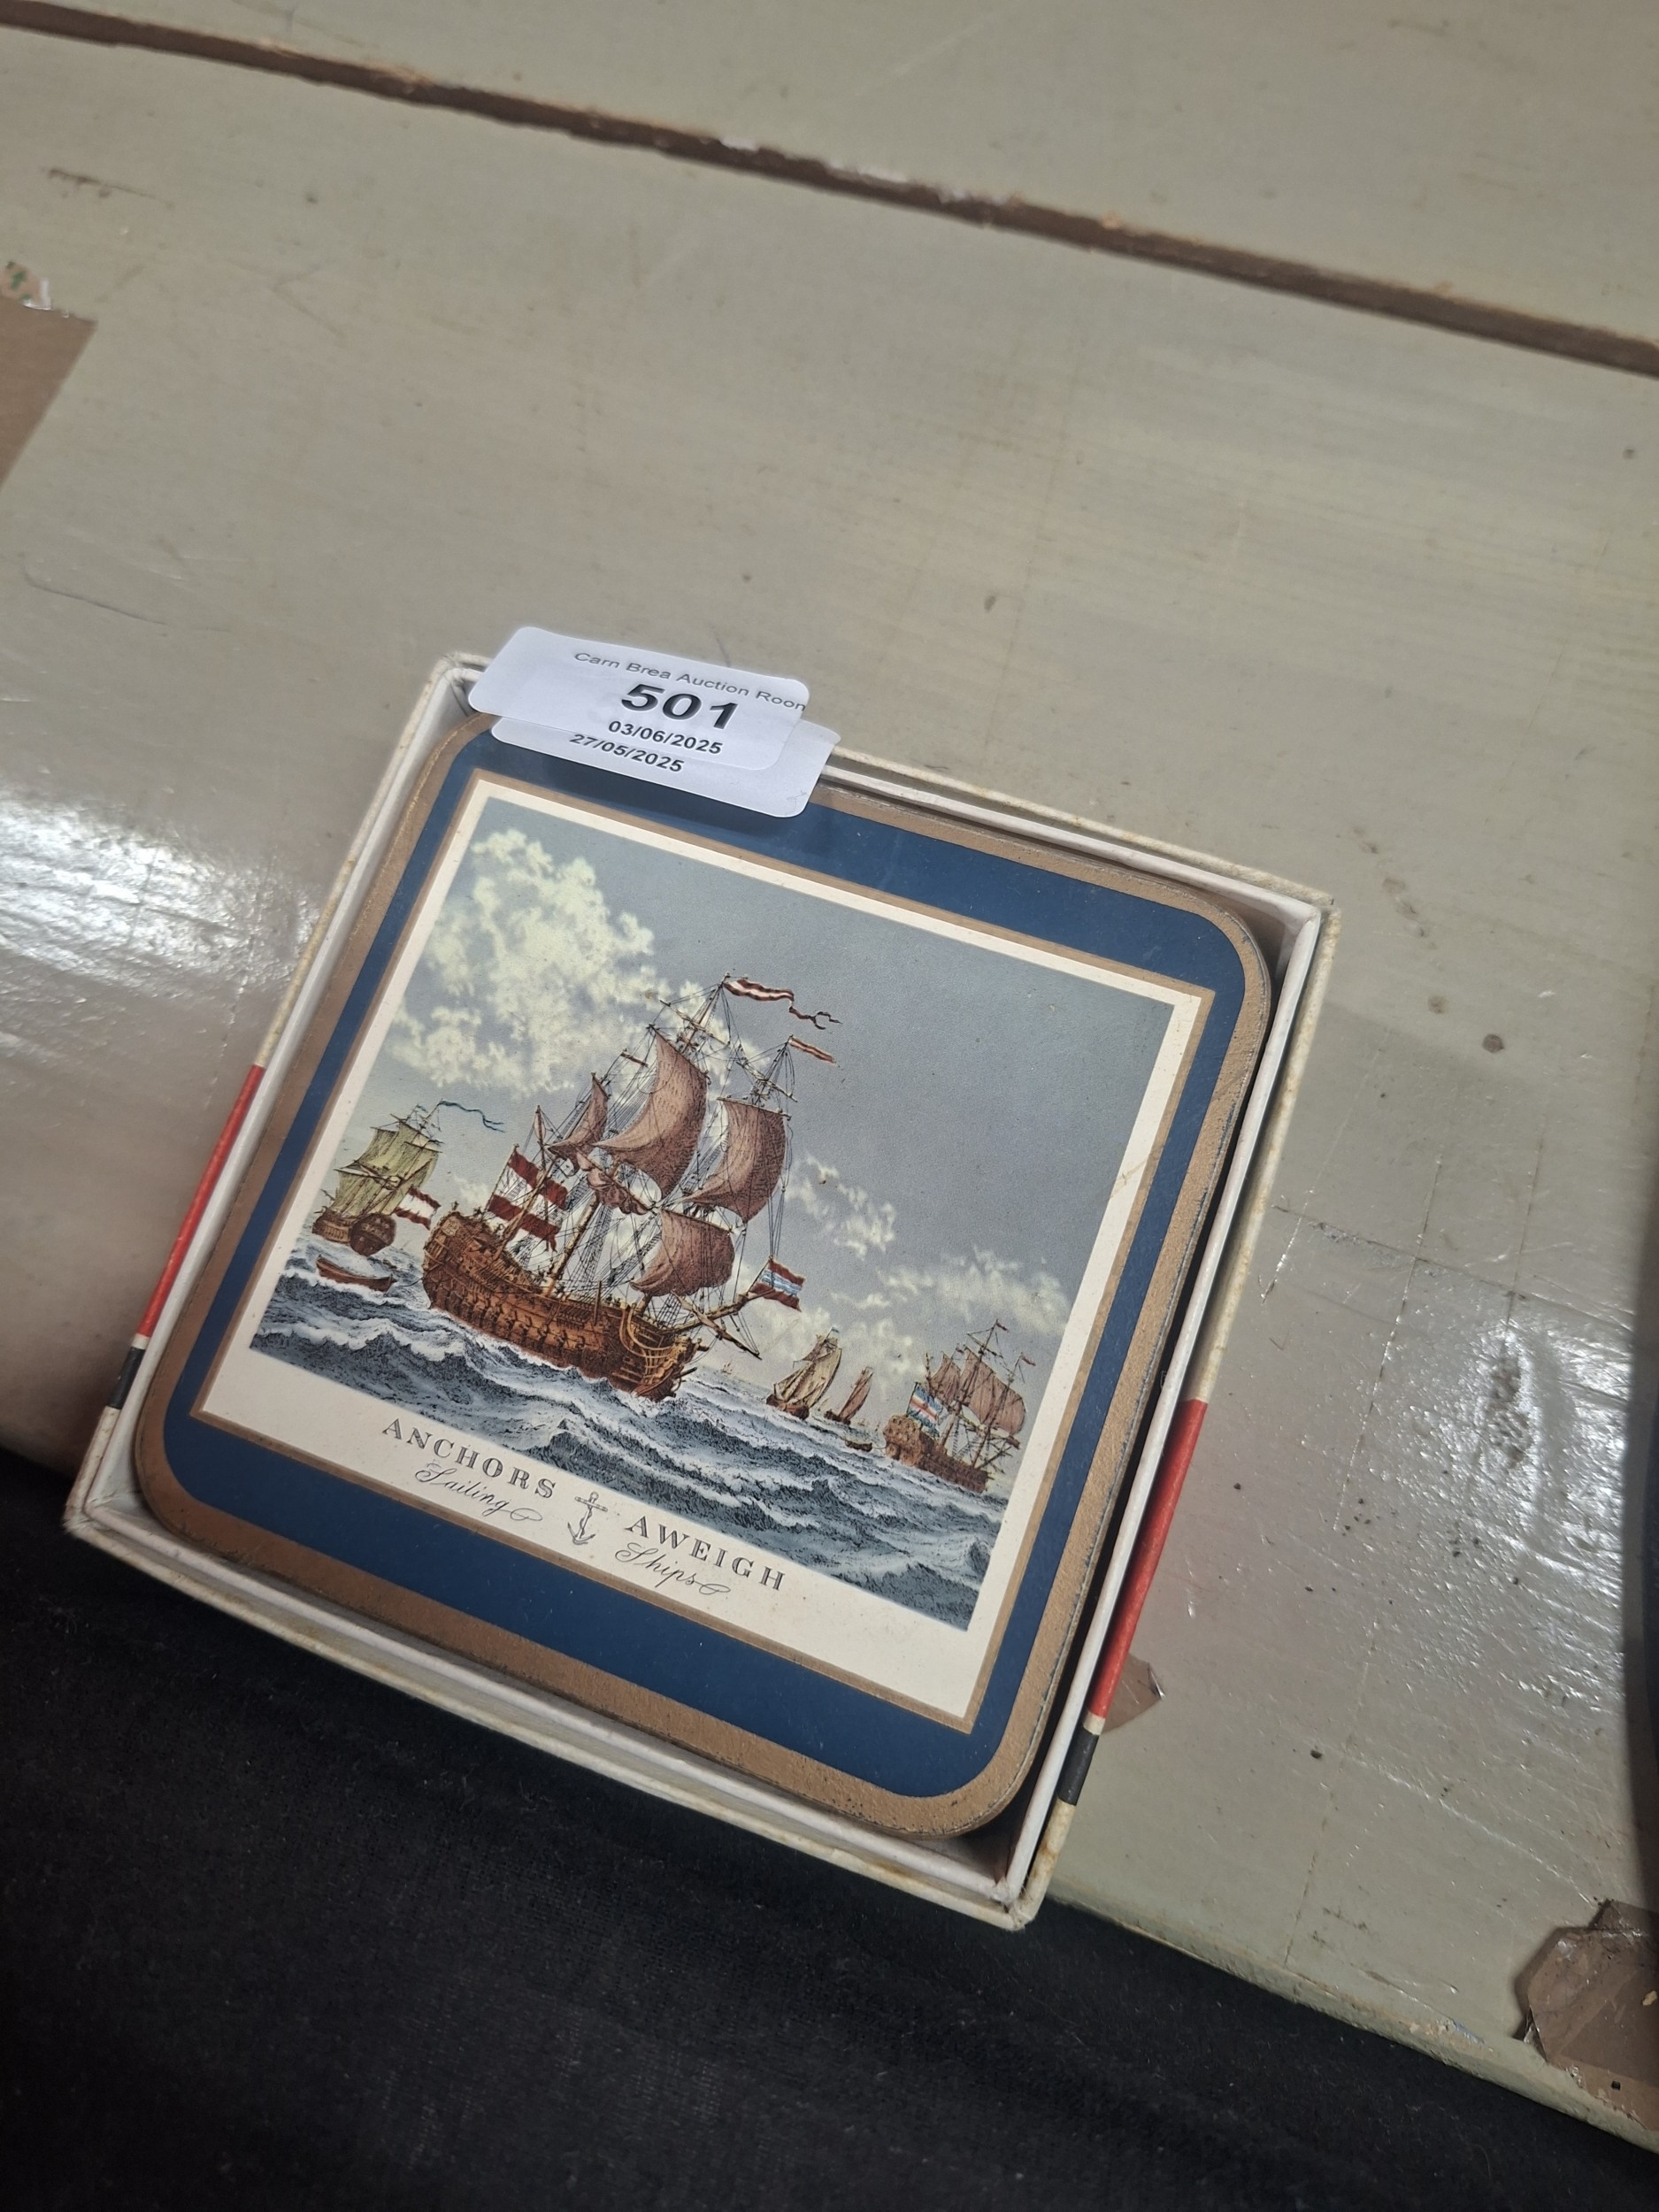 Carn Brea Auction Room
501
03/06/2025
27/05/2025
ANCHORS AWEIGH
Sailing Ships